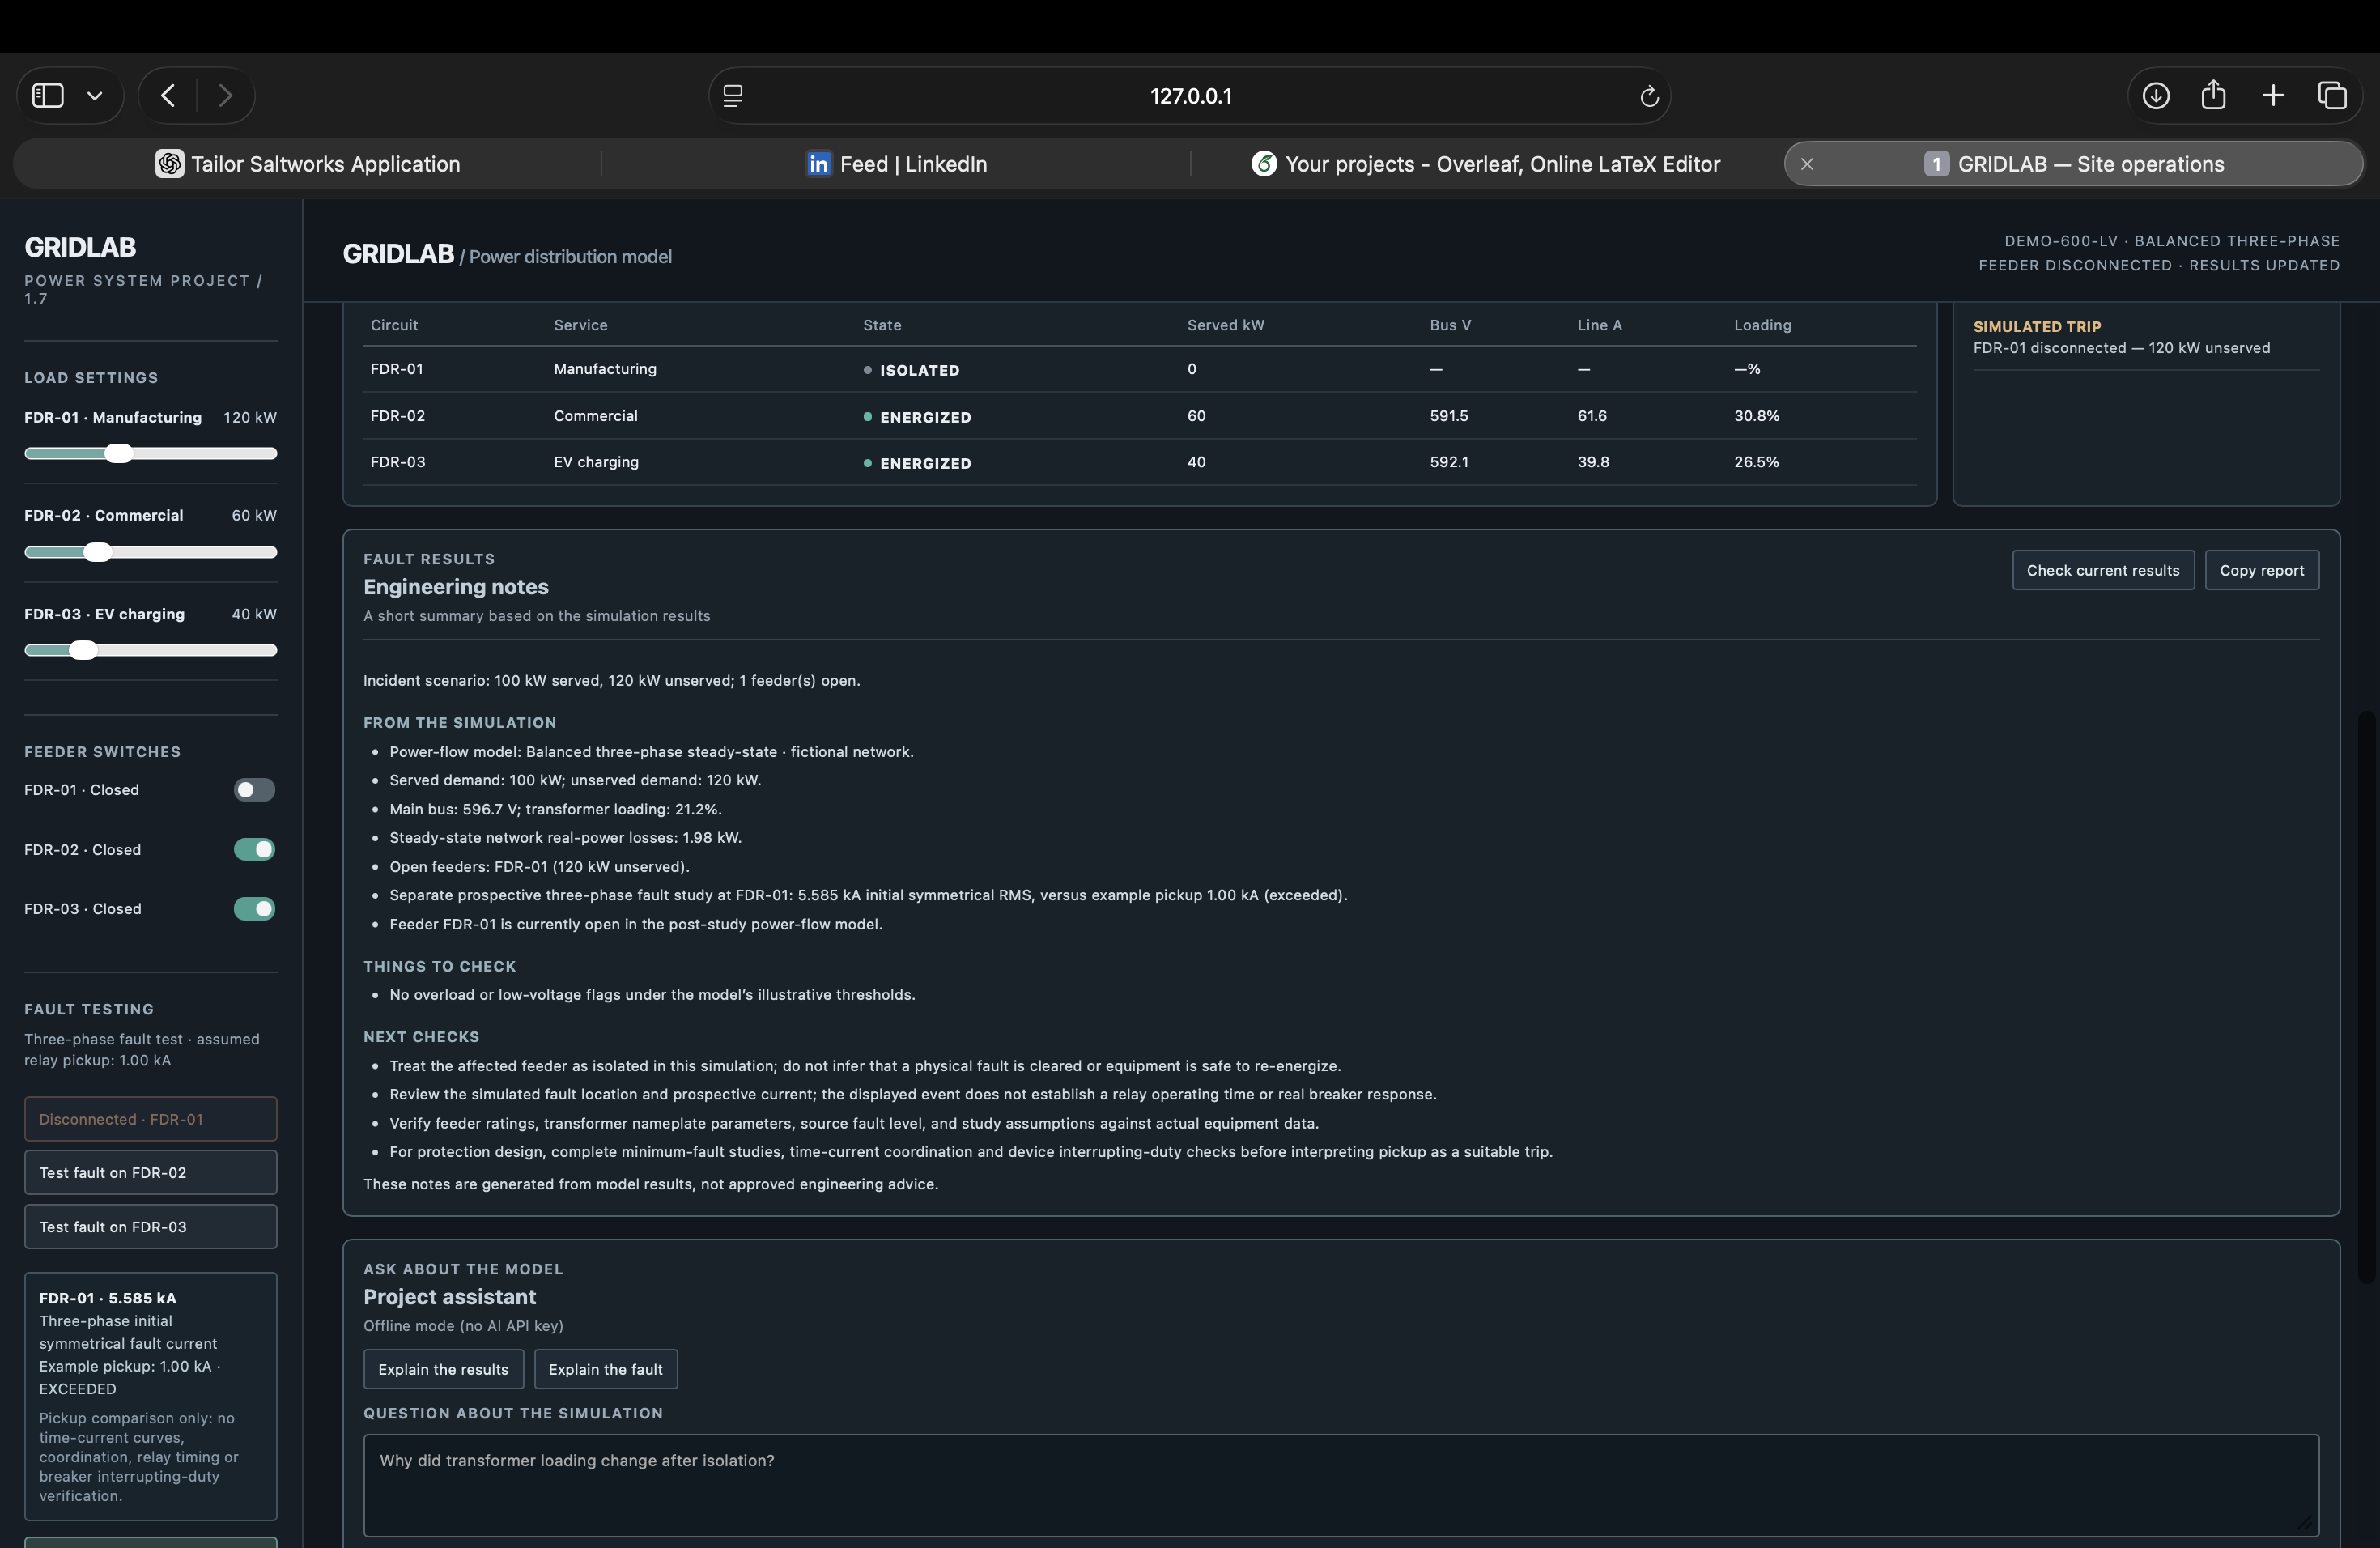 127.0.0.1
Tailor Saltworks Application
in Feed | LinkedIn
Your projects - Overleaf, Online LaTeX Editor
1 GRIDLAB — Site operations
GRIDLAB
POWER SYSTEM PROJECT /
1.7
LOAD SETTINGS
FDR-01 · Manufacturing 120 kW
FDR-02 · Commercial 60 kW
FDR-03 · EV charging 40 kW
FEEDER SWITCHES
FDR-01 · Closed
FDR-02 · Closed
FDR-03 · Closed
FAULT TESTING
Three-phase fault test · assumed
relay pickup: 1.00 kA
Disconnected · FDR-01
Test fault on FDR-02
Test fault on FDR-03
FDR-01 · 5.585 kA
Three-phase initial
symmetrical fault current
Example pickup: 1.00 kA ·
EXCEEDED
Pickup comparison only: no
time-current curves,
coordination, relay timing or
breaker interrupting-duty
verification.
GRIDLAB / Power distribution model
DEMO-600-LV · BALANCED THREE-PHASE
FEEDER DISCONNECTED · RESULTS UPDATED
Circuit Service State Served kW Bus V Line A Loading
FDR-01 Manufacturing ISOLATED 0 — — —%
FDR-02 Commercial ENERGIZED 60 591.5 61.6 30.8%
FDR-03 EV charging ENERGIZED 40 592.1 39.8 26.5%
SIMULATED TRIP
FDR-01 disconnected — 120 kW unserved
FAULT RESULTS
Engineering notes
A short summary based on the simulation results
Check current results
Copy report
Incident scenario: 100 kW served, 120 kW unserved; 1 feeder(s) open.
FROM THE SIMULATION
• Power-flow model: Balanced three-phase steady-state · fictional network.
• Served demand: 100 kW; unserved demand: 120 kW.
• Main bus: 596.7 V; transformer loading: 21.2%.
• Steady-state network real-power losses: 1.98 kW.
• Open feeders: FDR-01 (120 kW unserved).
• Separate prospective three-phase fault study at FDR-01: 5.585 kA initial symmetrical RMS, versus example pickup 1.00 kA (exceeded).
• Feeder FDR-01 is currently open in the post-study power-flow model.
THINGS TO CHECK
• No overload or low-voltage flags under the model’s illustrative thresholds.
NEXT CHECKS
• Treat the affected feeder as isolated in this simulation; do not infer that a physical fault is cleared or equipment is safe to re-energize.
• Review the simulated fault location and prospective current; the displayed event does not establish a relay operating time or real breaker response.
• Verify feeder ratings, transformer nameplate parameters, source fault level, and study assumptions against actual equipment data.
• For protection design, complete minimum-fault studies, time-current coordination and device interrupting-duty checks before interpreting pickup as a suitable trip.
These notes are generated from model results, not approved engineering advice.
ASK ABOUT THE MODEL
Project assistant
Offline mode (no AI API key)
Explain the results
Explain the fault
QUESTION ABOUT THE SIMULATION
Why did transformer loading change after isolation?